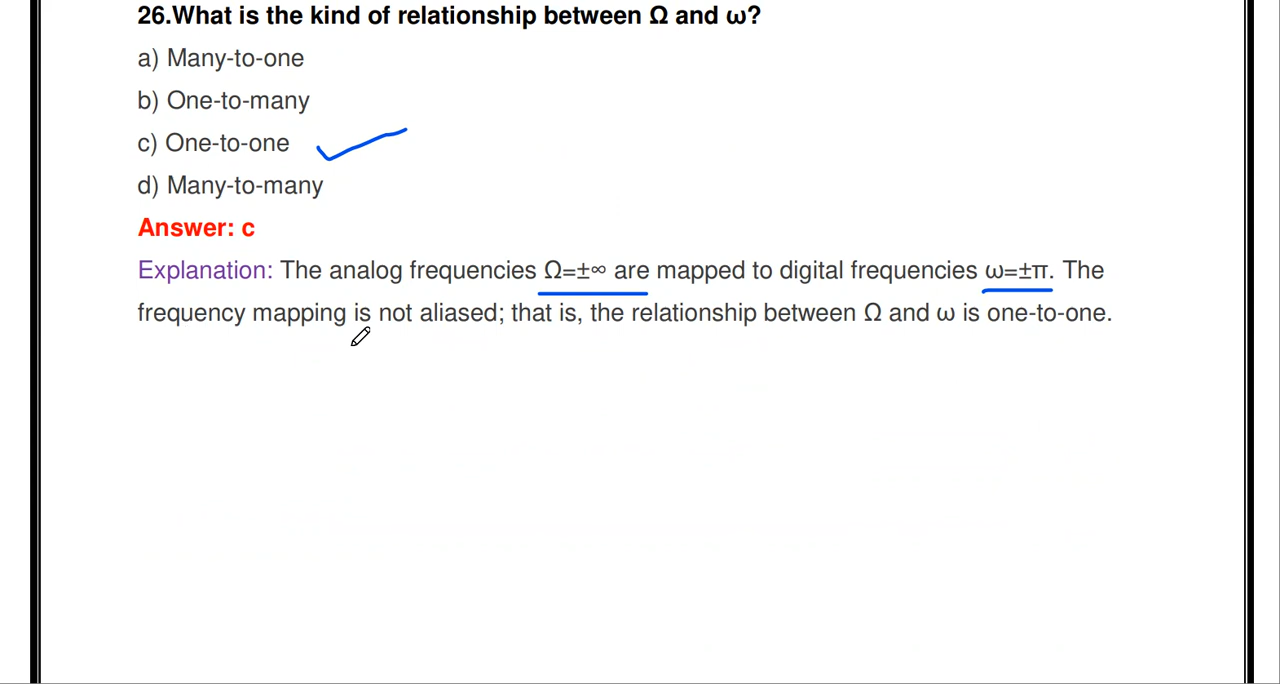 26.What is the kind of relationship between Ω and ω?
a) Many-to-one
b) One-to-many
c) One-to-one
d) Many-to-many
Answer: c
Explanation: The analog frequencies Ω=±∞ are mapped to digital frequencies ω=±π. The
frequency mapping is not aliased; that is, the relationship between Ω and ω is one-to-one.